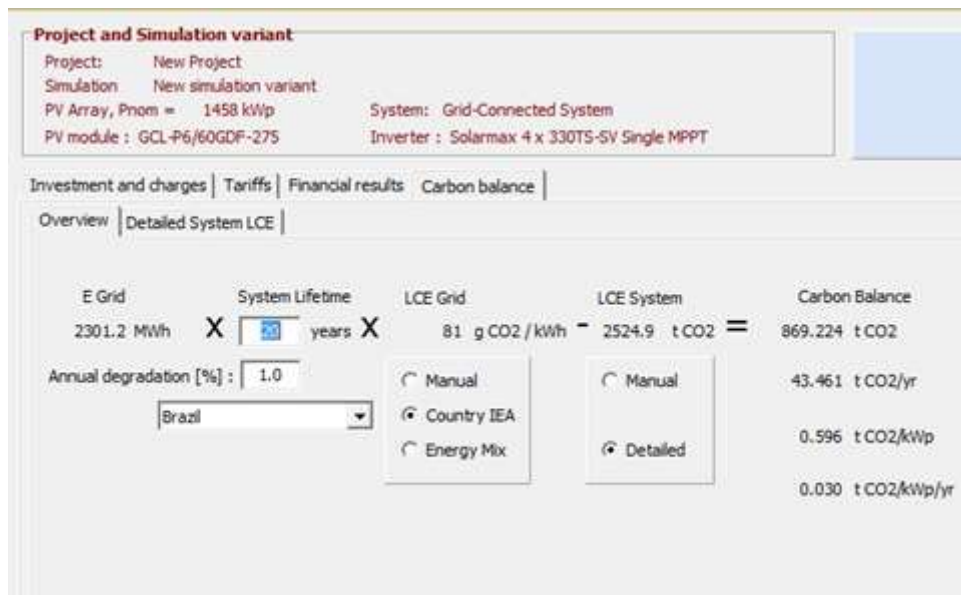 Project and Simulation variant
Project: New Project
Simulation New simulation variant
PV Array, Pnom = 1458 kWp System: Grid-Connected System
PV module : GCL-P6/60GDF-275 Inverter : Solarmax 4 x 330TS-SV Single MPPT
Investment and charges Tariffs Financial results Carbon balance
Overview Detailed System LCE
E Grid System Lifetime LCE Grid LCE System Carbon Balance
2301.2 MWh X 20 years X 81 g CO2 / kWh - 2524.9 t CO2 = 869.224 t CO2
Annual degradation [%] : 1.0 Manual Manual 43.461 t CO2/yr
Brazil Country IEA
0.596 t CO2/kWp
Energy Mix Detailed
0.030 t CO2/kWp/yr